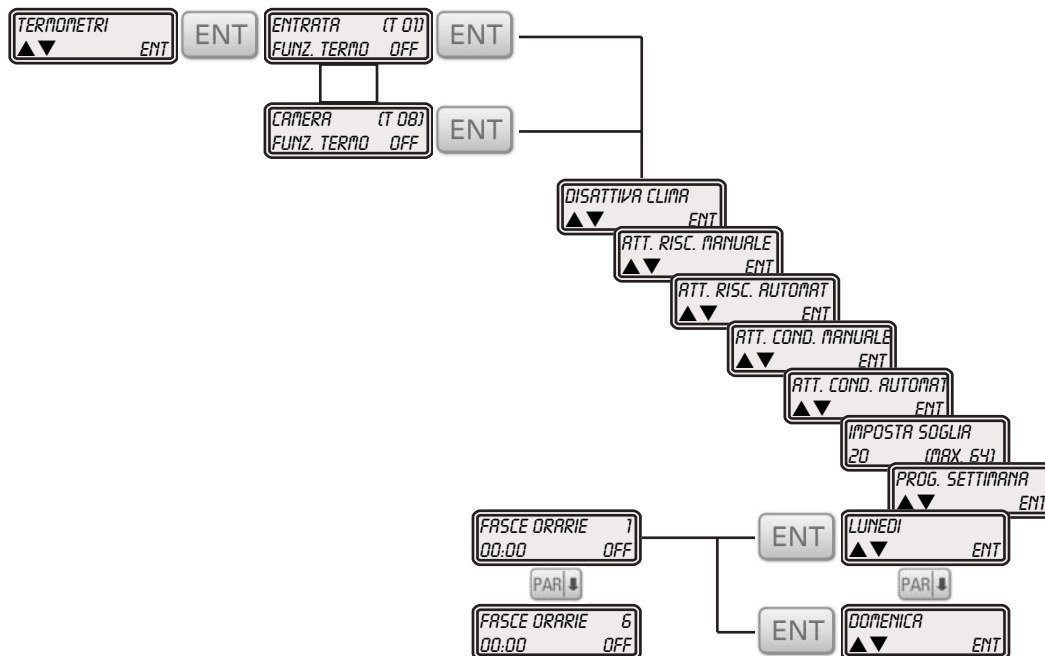 TERMOMETRI
▲▼ ENT
ENT
ENTRATA (T 01)
FUNZ. TERMO OFF
ENT
CAMERA (T 08)
FUNZ. TERMO OFF
ENT
DISATTIVA CLIMA
▲▼ ENT
ATT. RISC. MANUALE
▲▼ ENT
ATT. RISC. AUTOMAT
▲▼ ENT
ATT. COND. MANUALE
▲▼ ENT
ATT. COND. AUTOMAT
▲▼ ENT
IMPOSTA SOGLIA
20 (MAX. 64)
PROG. SETTIMANA
▲▼ ENT
FASCE ORARIE 1
00:00 OFF
ENT
LUNEDI
▲▼ ENT
PAR
PAR
FASCE ORARIE 6
00:00 OFF
ENT
DOMENICA
▲▼ ENT